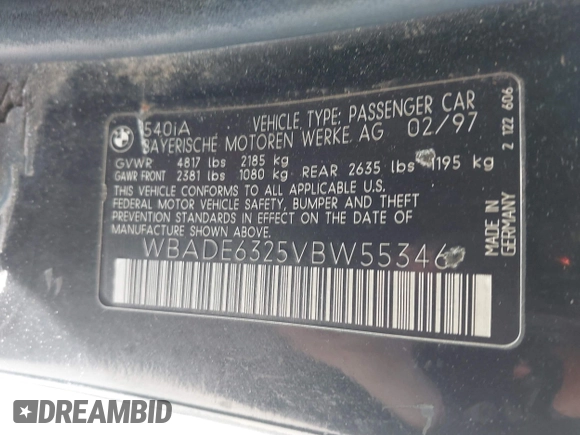 BMW
540iA VEHICLE TYPE: PASSENGER CAR
BAYERISCHE MOTOREN WERKE AG 02/97
GVWR 4817 lbs 2185 kg
GAWR FRONT 2381 lbs 1080 kg REAR 2635 lbs 1195 kg
THIS VEHICLE CONFORMS TO ALL APPLICABLE U.S.
FEDERAL MOTOR VEHICLE SAFETY, BUMPER AND THEFT
PREVENTION STANDARDS IN EFFECT ON THE DATE
OF MANUFACTURE SHOWN ABOVE.
WBADE6325VBW55346
MADE IN
GERMANY
2 122 606
DREAMBID